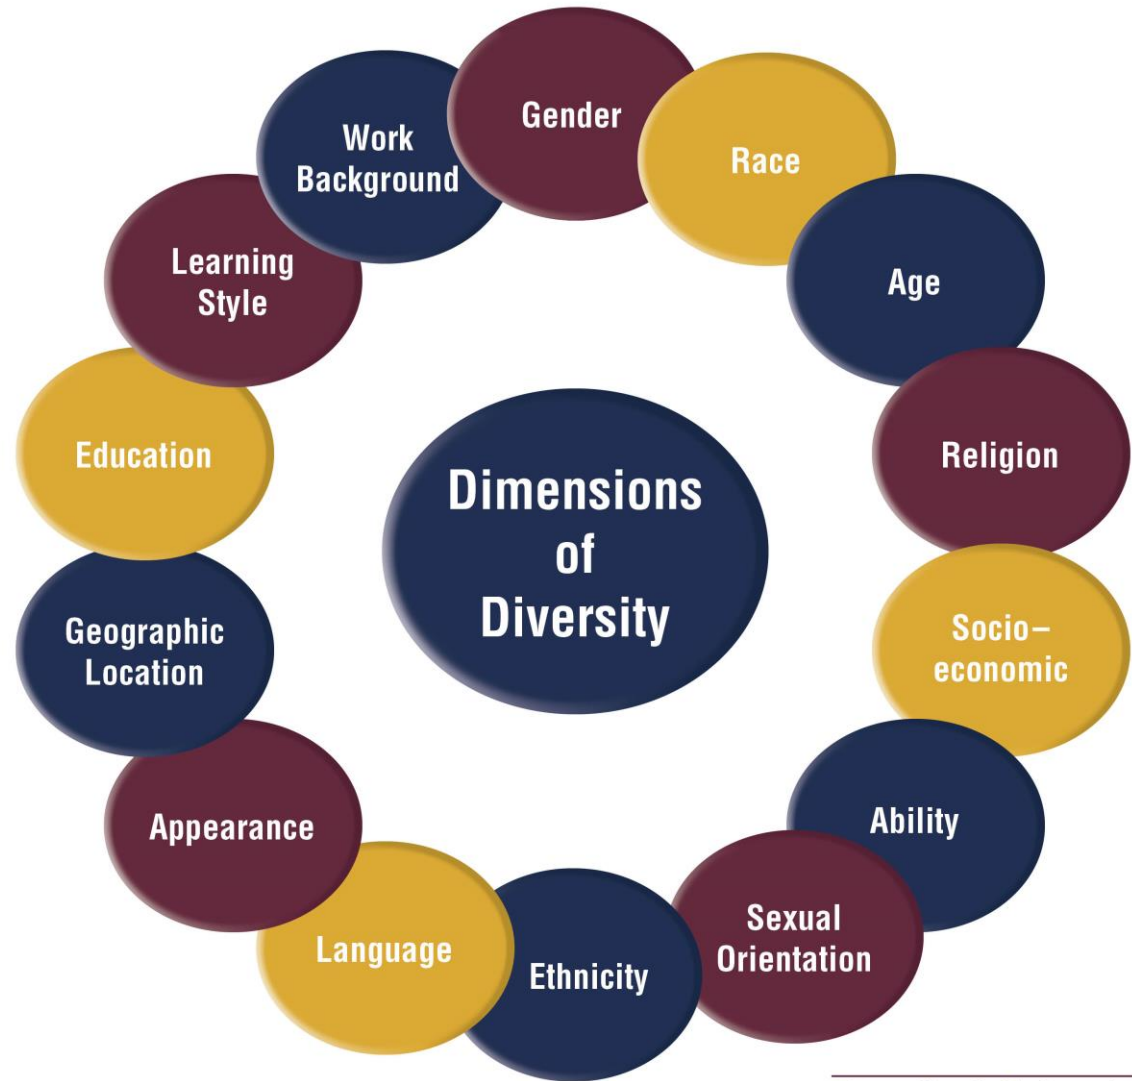 Gender
Race
Age
Religion
Socio–
economic
Ability
Sexual
Orientation
Ethnicity
Language
Appearance
Geographic
Location
Education
Learning
Style
Work
Background
Dimensions
of
Diversity